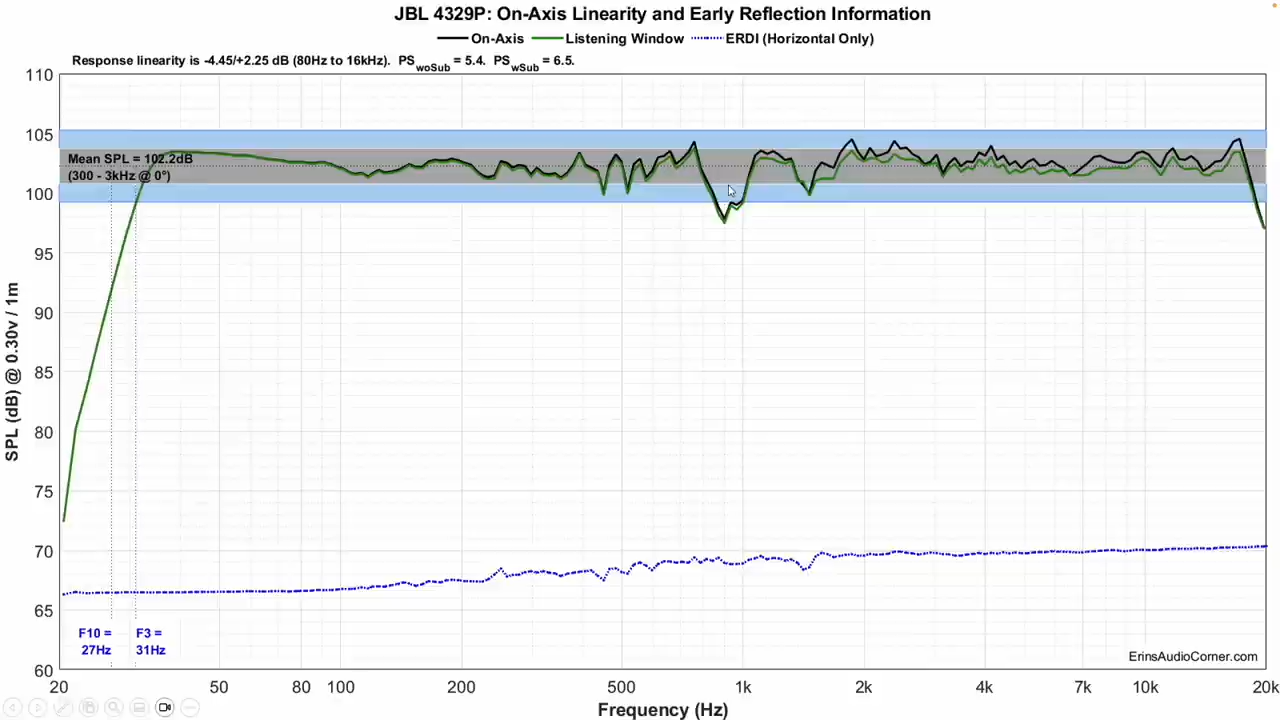 JBL 4329P: On-Axis Linearity and Early Reflection Information
On-Axis Listening Window ERDI (Horizontal Only)
Response linearity is -4.45/+2.25 dB (80Hz to 16kHz). PSwoSub = 5.4. PSwSub = 6.5.
110
105
Mean SPL = 102.2dB
(300 - 3kHz @ 0°)
100
95
90
85
80
75
70
65
60
SPL (dB) @ 0.30v / 1m
F10 = F3 =
27Hz 31Hz
ErinsAudioCorner.com
20 50 80 100 200 500 1k 2k 4k 7k 10k 20k
Frequency (Hz)